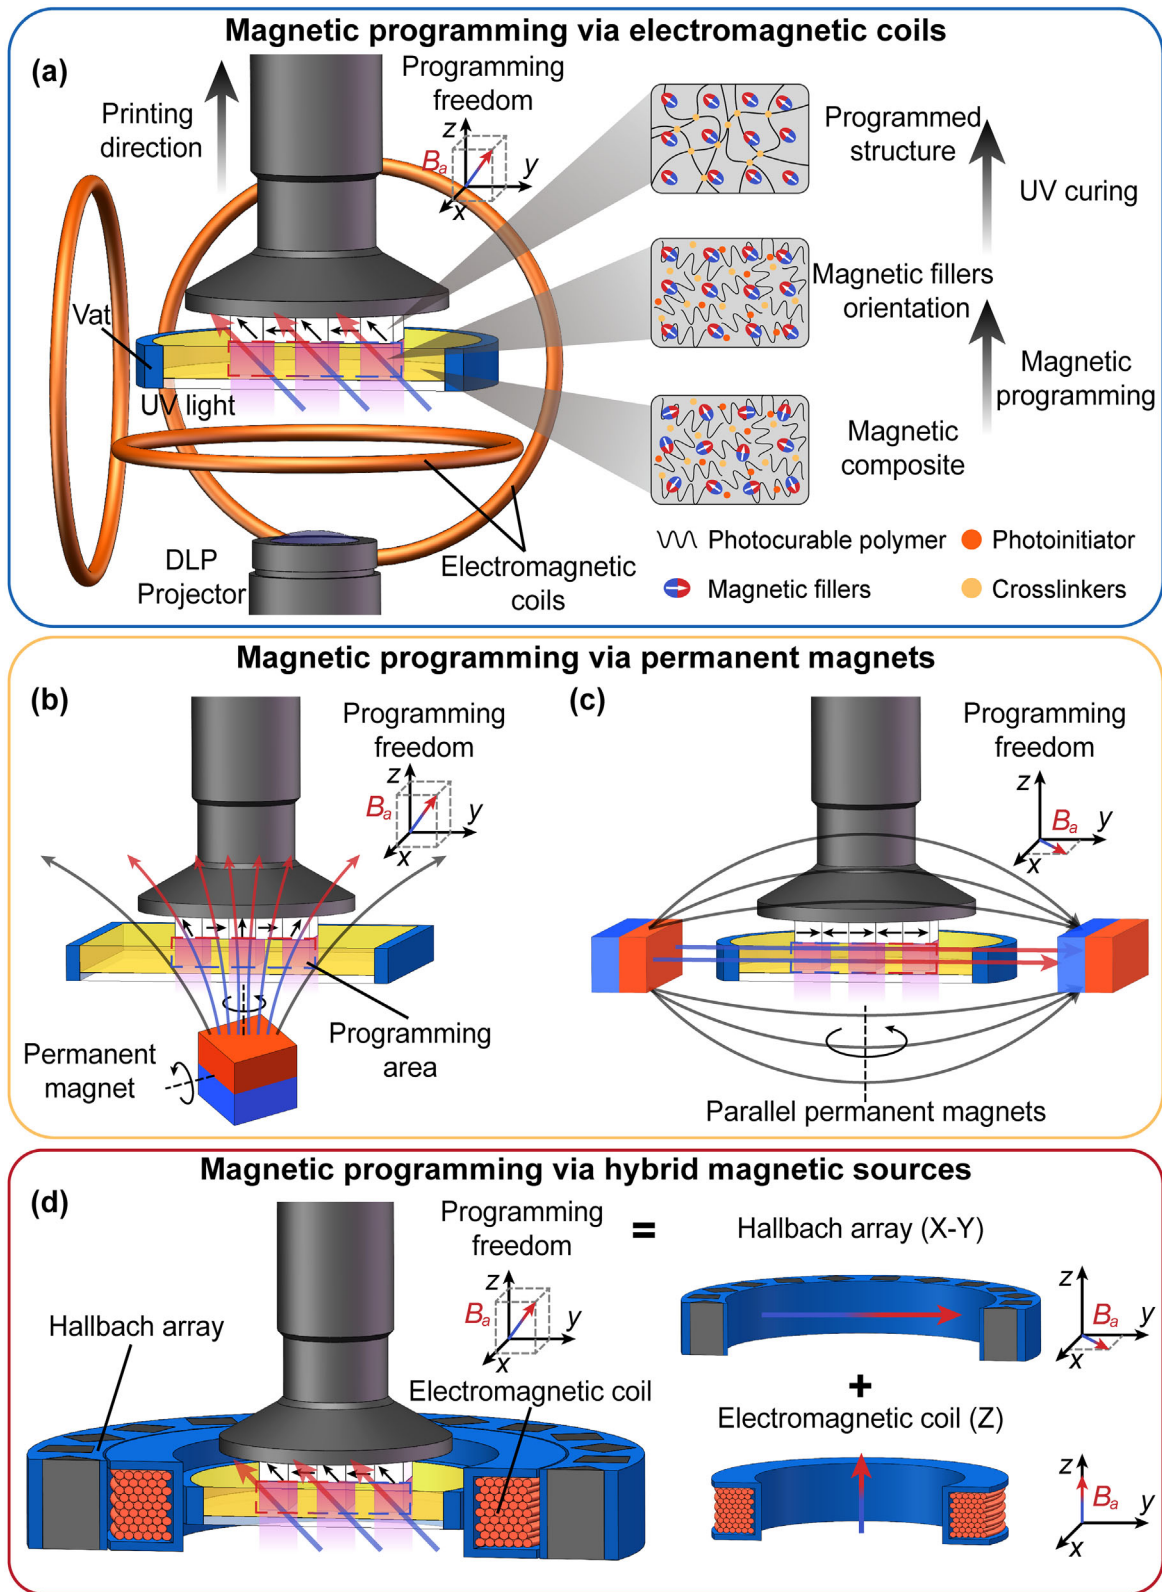 Magnetic programming via electromagnetic coils
(a)
Printing
direction
Programming
freedom
z
y
x
Bₐ
Vat
UV light
DLP
Projector
Electromagnetic
coils
Programmed
structure
UV curing
Magnetic fillers
orientation
Magnetic
programming
Magnetic
composite
Photocurable polymer
Photoinitiator
Magnetic fillers
Crosslinkers
Magnetic programming via permanent magnets
(b)
Programming
freedom
z
y
x
Bₐ
Programming
area
Permanent
magnet
(c)
Programming
freedom
z
y
x
Bₐ
Parallel permanent magnets
Magnetic programming via hybrid magnetic sources
(d)
Programming
freedom
z
y
x
Bₐ
Hallbach array
Electromagnetic coil
=
Hallbach array (X-Y)
z
Bₐ
y
x
+
Electromagnetic coil (Z)
z
Bₐ
y
x